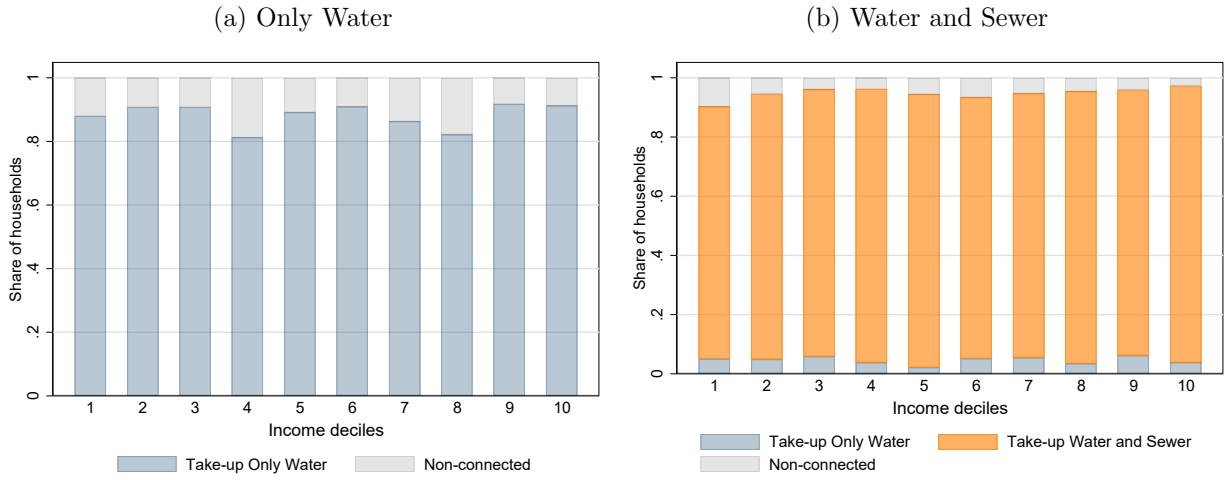 (a) Only Water
Share of households
1
.8
.6
.4
.2
0
1 2 3 4 5 6 7 8 9 10
Income deciles
Take-up Only Water Non-connected
(b) Water and Sewer
Share of households
1
.8
.6
.4
.2
0
1 2 3 4 5 6 7 8 9 10
Income deciles
Take-up Only Water Take-up Water and Sewer
Non-connected